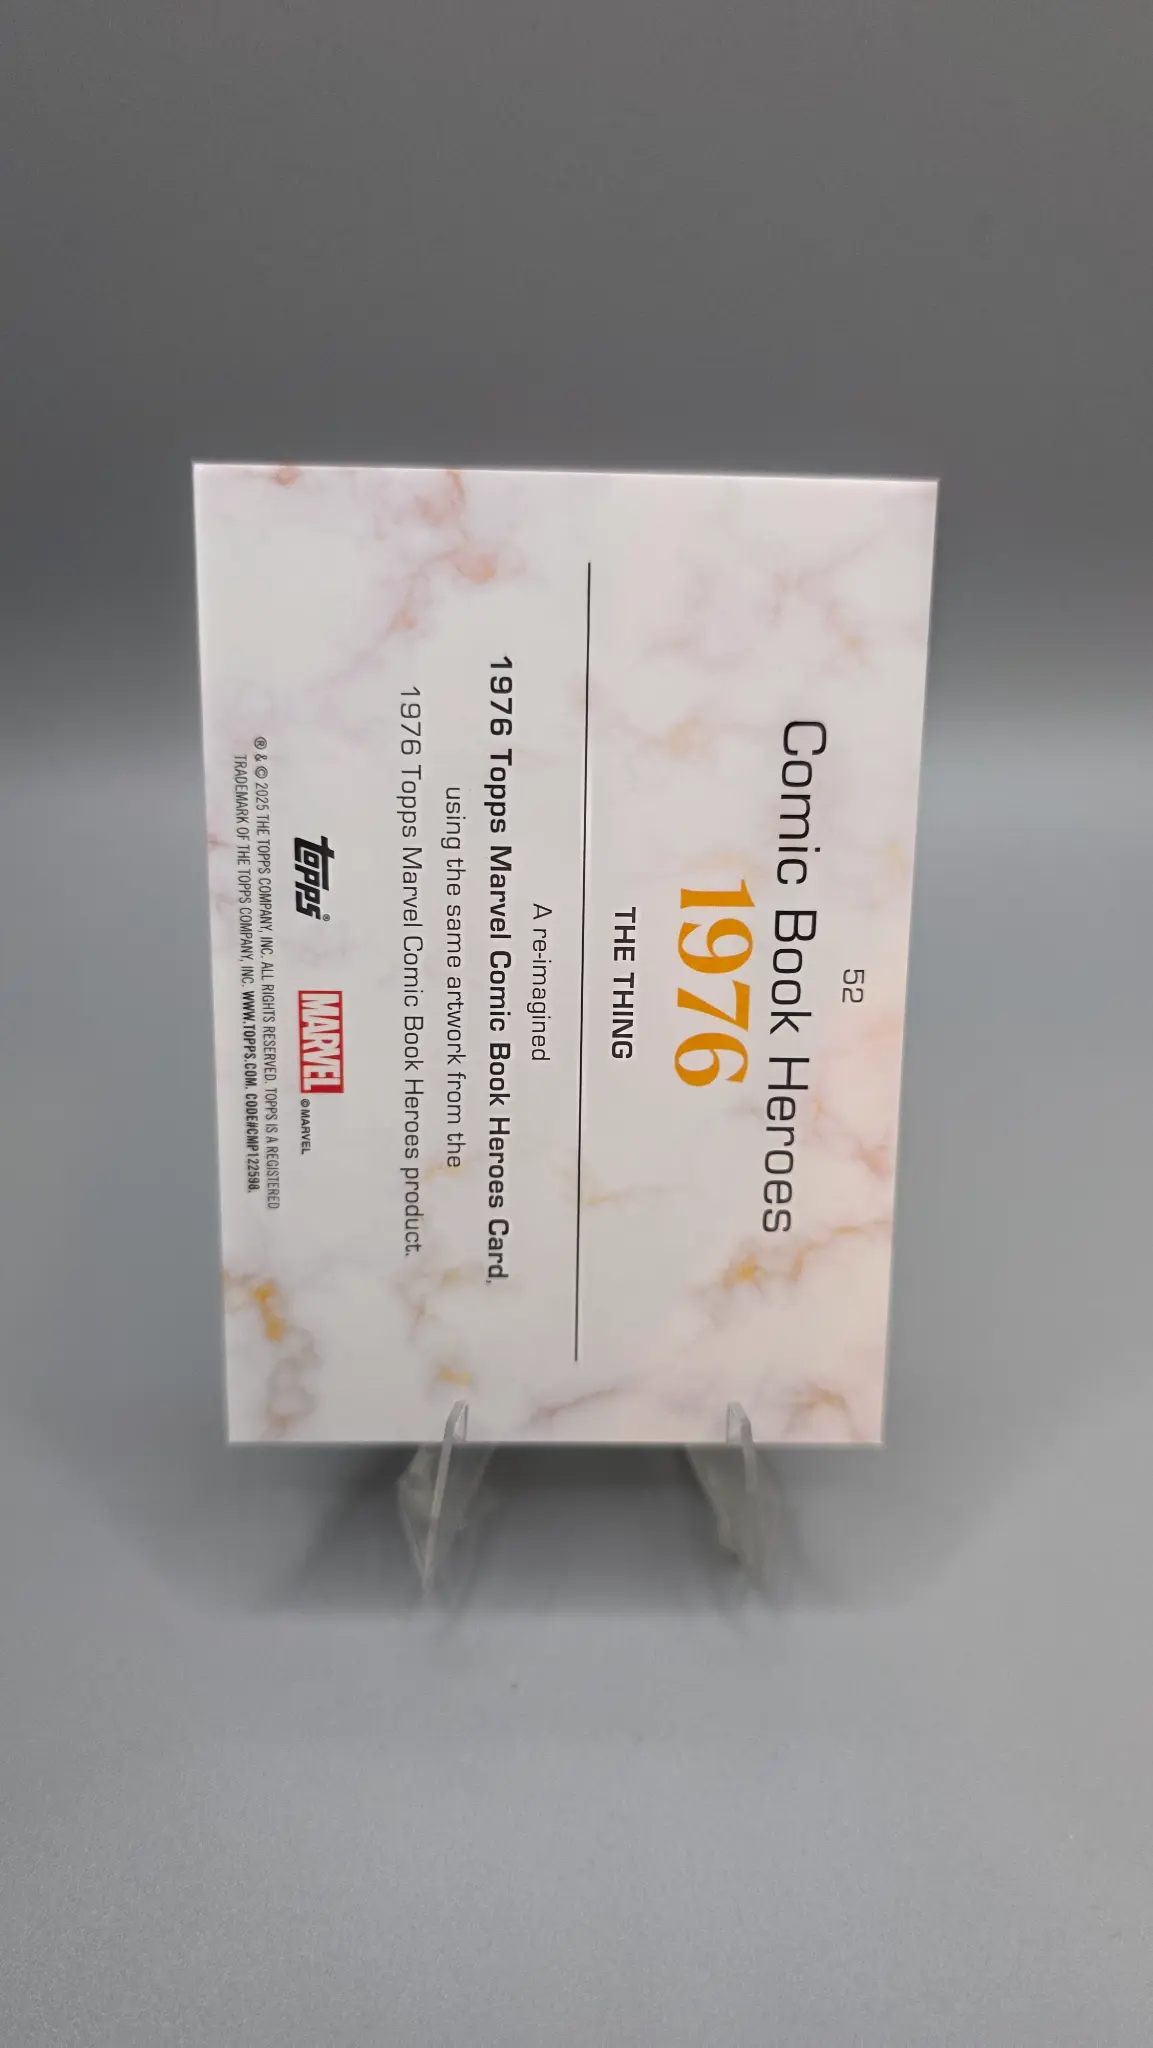 52
Comic Book Heroes
1976
THE THING
A re-imagined
1976 Topps Marvel Comic Book Heroes Card,
using the same artwork from the
1976 Topps Marvel Comic Book Heroes product.
topps®
MARVEL © MARVEL
® & © 2025 THE TOPPS COMPANY, INC. ALL RIGHTS RESERVED. TOPPS IS A REGISTERED
TRADEMARK OF THE TOPPS COMPANY, INC. WWW.TOPPS.COM. CODE#CMP122598.